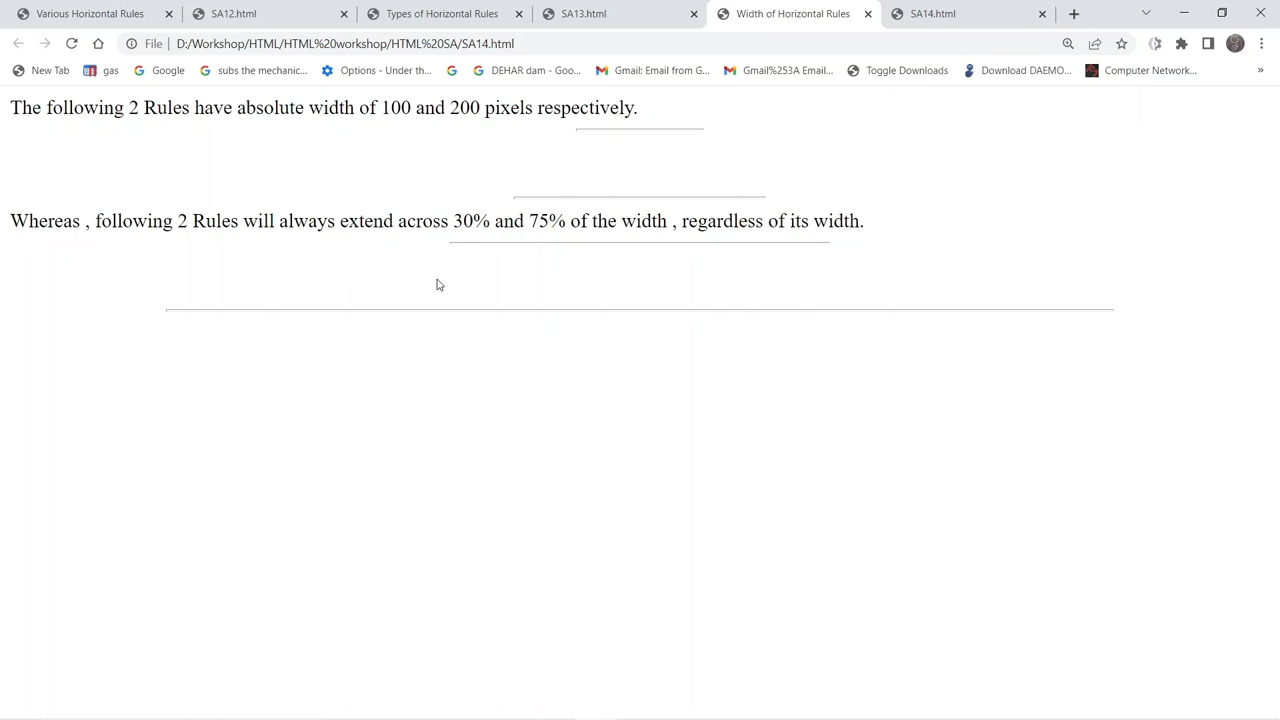 Various Horizontal Rules
SA12.html
Types of Horizontal Rules
SA13.html
Width of Horizontal Rules
SA14.html
File
D:/Workshop/HTML/HTML%20workshop/HTML%20SA/SA14.html
New Tab
gas
Google
subs the mechanic...
Options - Under th...
DEHAR dam - Goo...
Gmail: Email from G...
Gmail%253A Email...
Toggle Downloads
Download DAEMO...
Computer Network...
»
The following 2 Rules have absolute width of 100 and 200 pixels respectively.
Whereas , following 2 Rules will always extend across 30% and 75% of the width , regardless of its width.